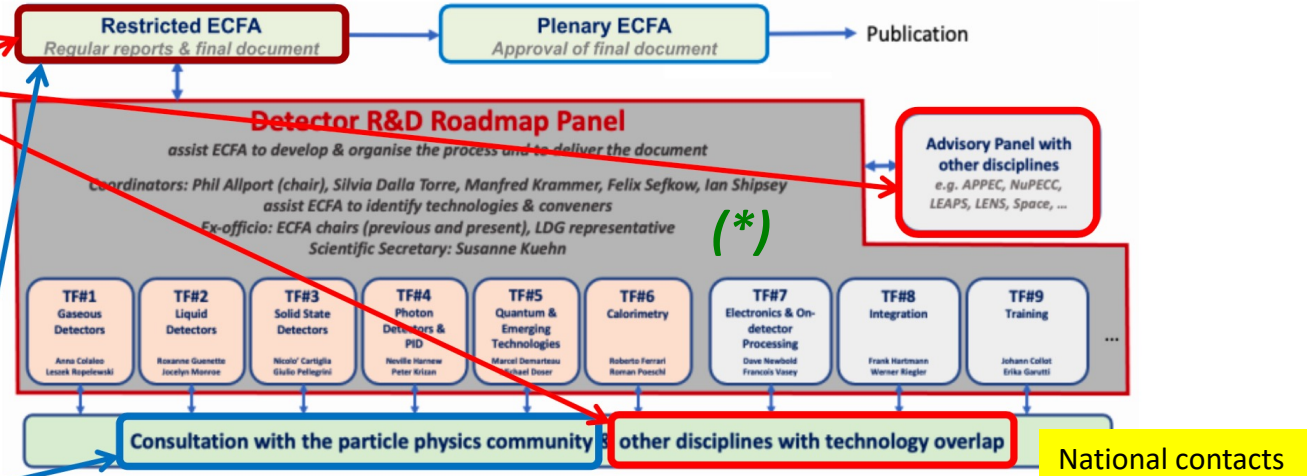 Restricted ECFA
Regular reports & final document
Plenary ECFA
Approval of final document
Publication
Detector R&D Roadmap Panel
assist ECFA to develop & organise the process and to deliver the document
Coordinators: Phil Allport (chair), Silvia Dalla Torre, Manfred Krammer, Felix Sefkow, Ian Shipsey
assist ECFA to identify technologies & conveners
Ex-officio: ECFA chairs (previous and present), LDG representative
Scientific Secretary: Susanne Kuehn
(*)
Advisory Panel with
other disciplines
e.g. APPEC, NuPECC,
LEAPS, LENS, Space, ...
TF#1
Gaseous
Detectors
Anna Colaleo
Leszek Ropelewski
TF#2
Liquid
Detectors
Roxanne Guenette
Jocelyn Monroe
TF#3
Solid State
Detectors
Nicolo' Cartiglia
Giulio Pellegrini
TF#4
Photon
Detectors &
PID
Neville Harnew
Peter Krizan
TF#5
Quantum &
Emerging
Technologies
Marcel Demarteau
Michael Doser
TF#6
Calorimetry
Roberto Ferrari
Roman Poeschl
TF#7
Electronics & On-
detector
Processing
Dave Newbold
Francois Vasey
TF#8
Integration
Frank Hartmann
Werner Riegler
TF#9
Training
Johann Collot
Erika Garutti
...
Consultation with the particle physics community & other disciplines with technology overlap
National contacts